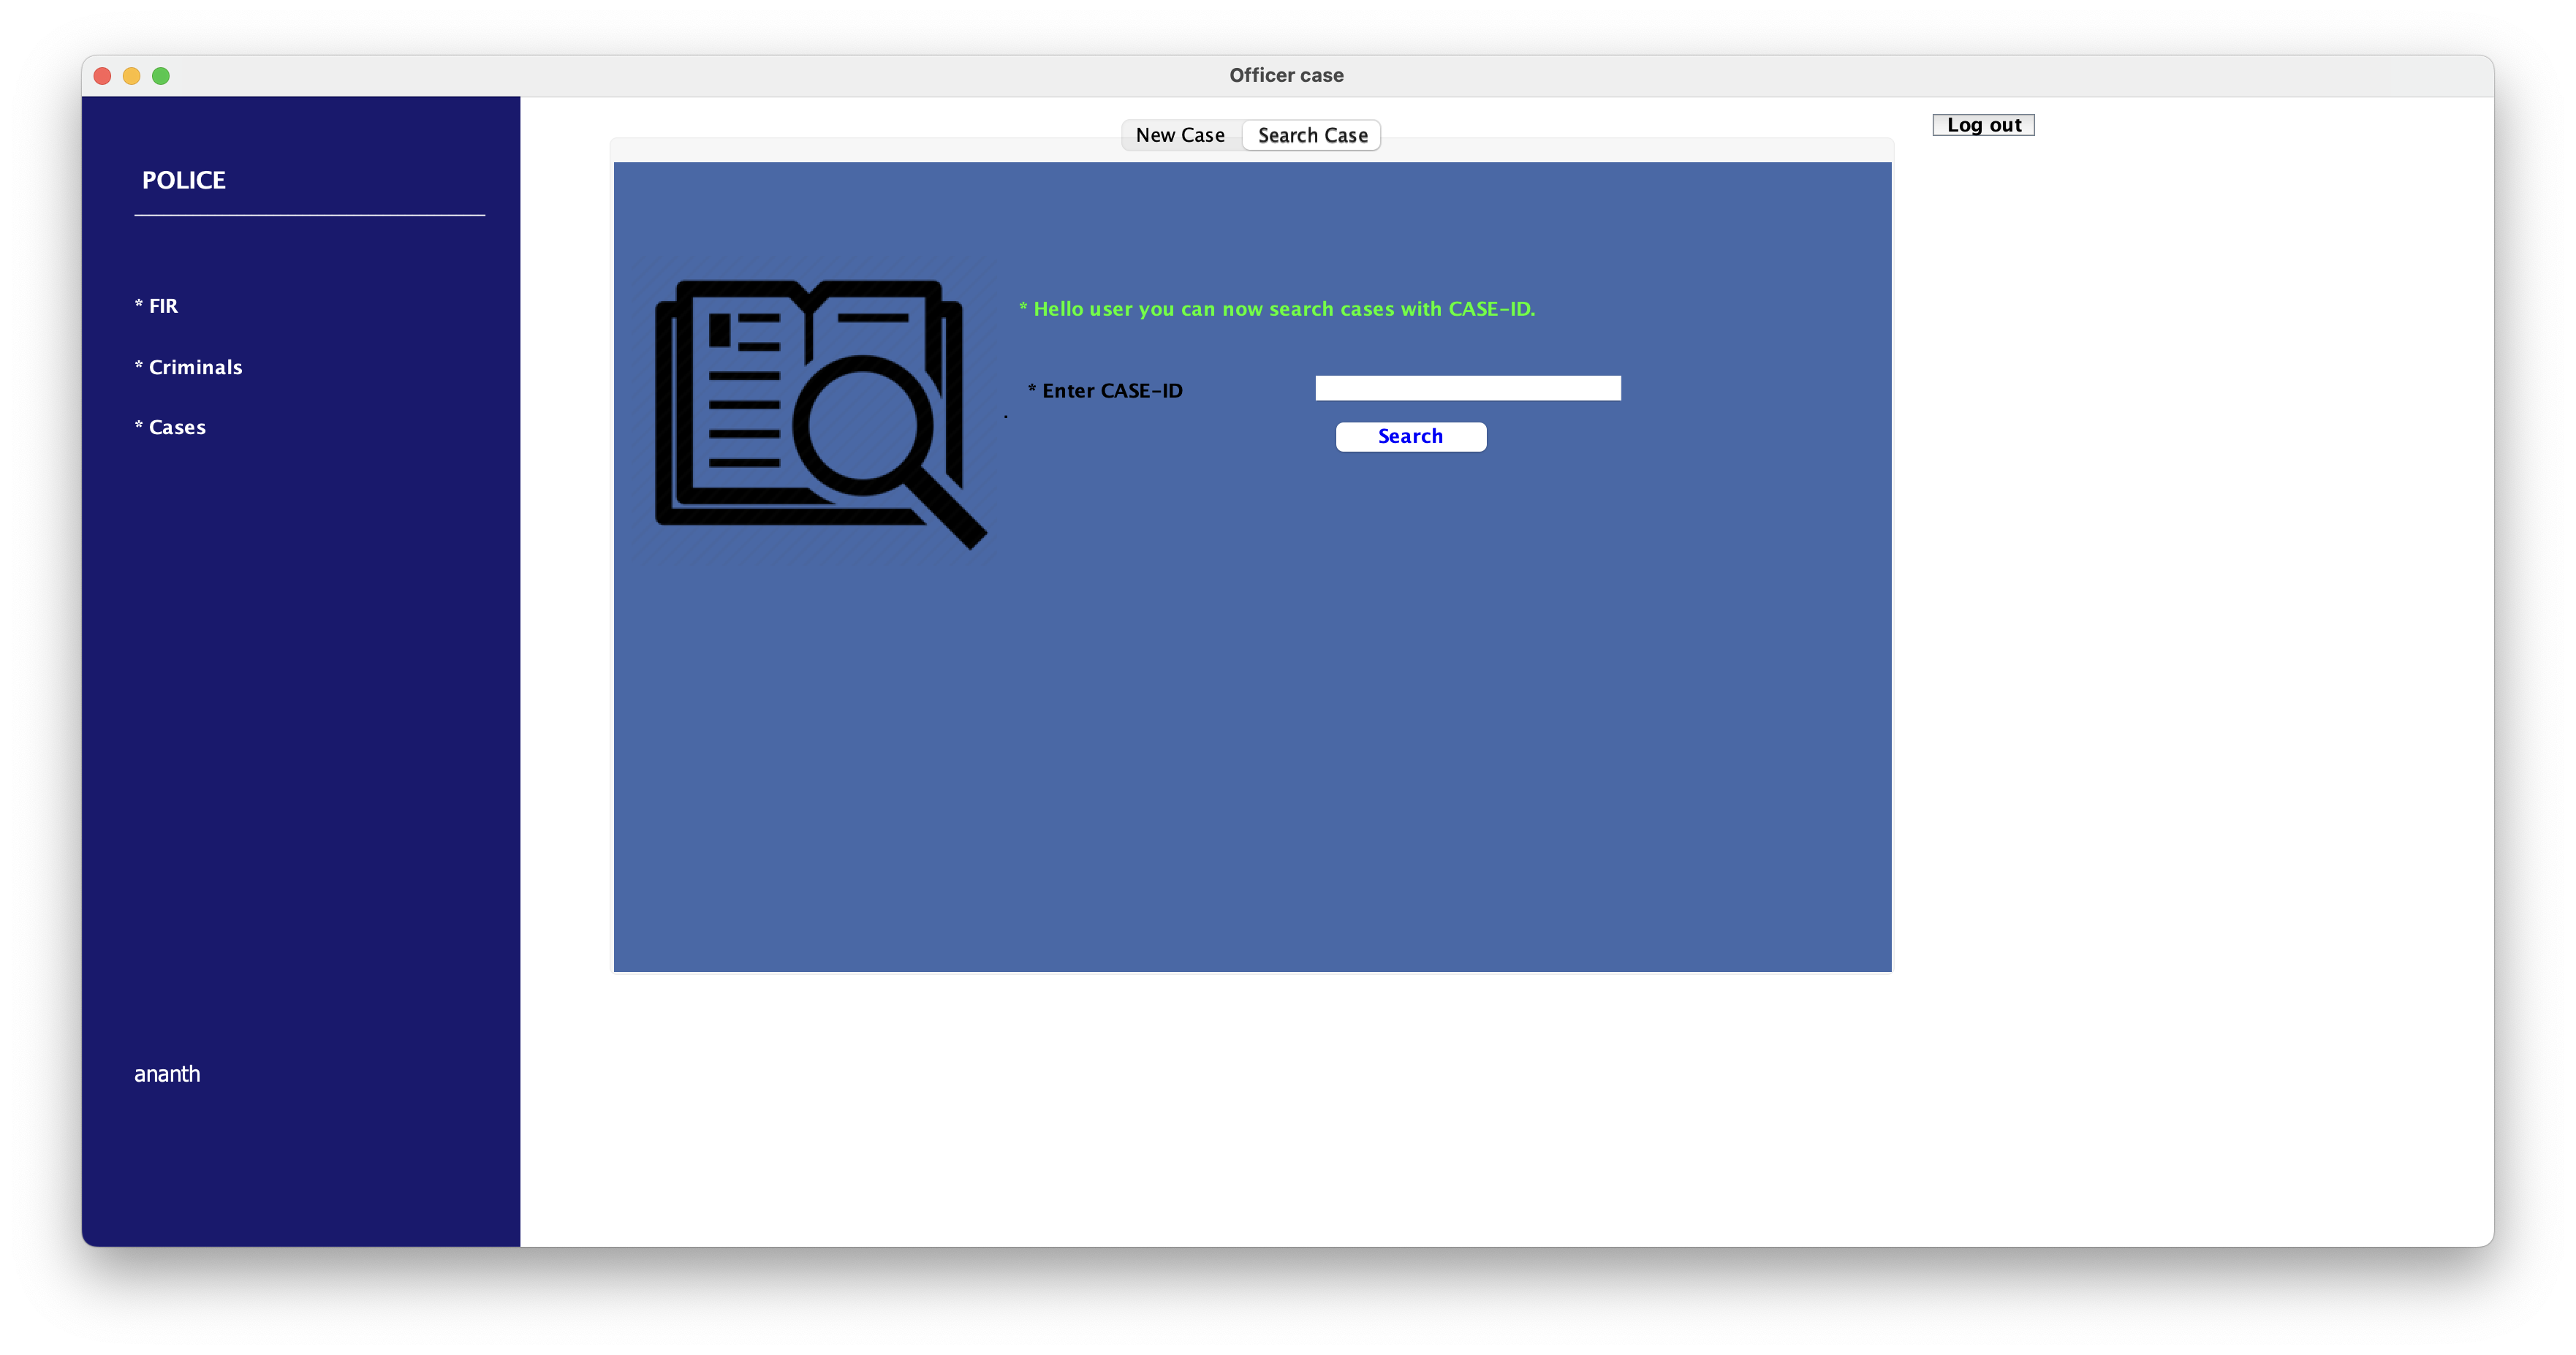 Officer case
New Case
Search Case
Log out
POLICE
* FIR
* Criminals
* Cases
* Hello user you can now search cases with CASE-ID.
* Enter CASE-ID
.
Search
ananth